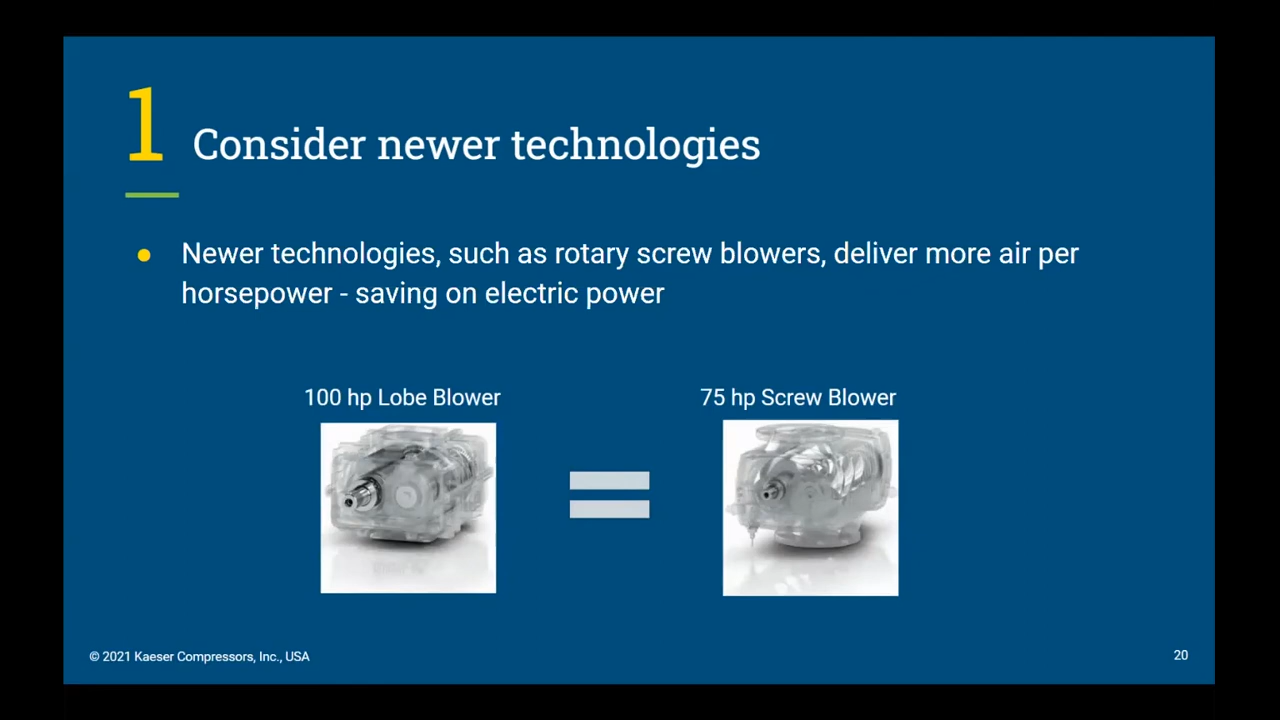 1 Consider newer technologies
● Newer technologies, such as rotary screw blowers, deliver more air per
horsepower - saving on electric power
100 hp Lobe Blower
75 hp Screw Blower
© 2021 Kaeser Compressors, Inc., USA
20